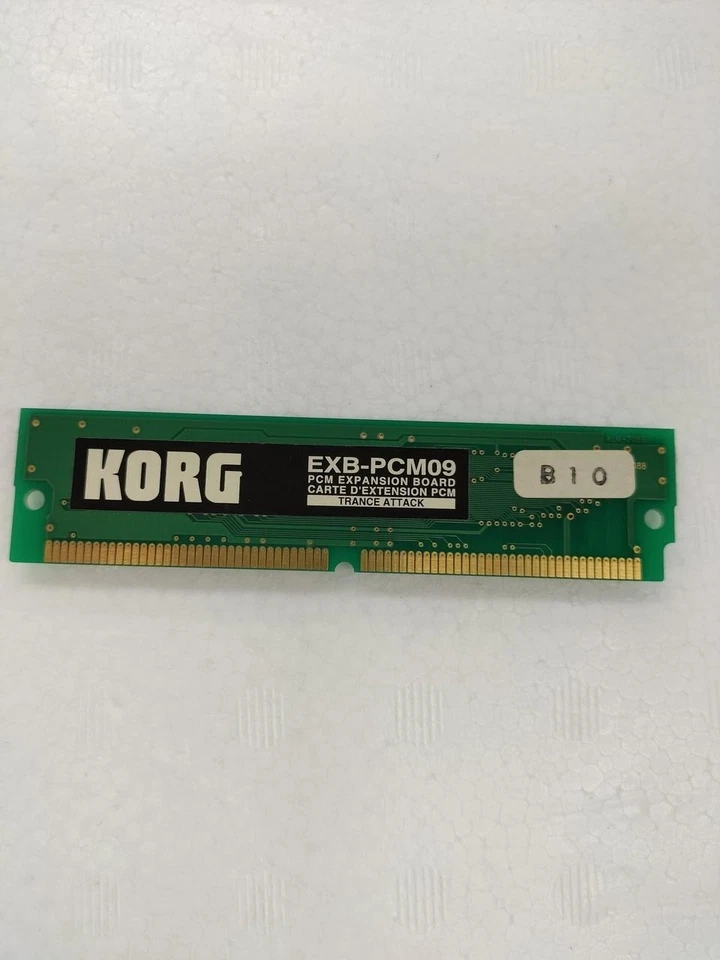 KORG
EXB-PCM09
PCM EXPANSION BOARD
CARTE D'EXTENSION PCM
TRANCE ATTACK
B10